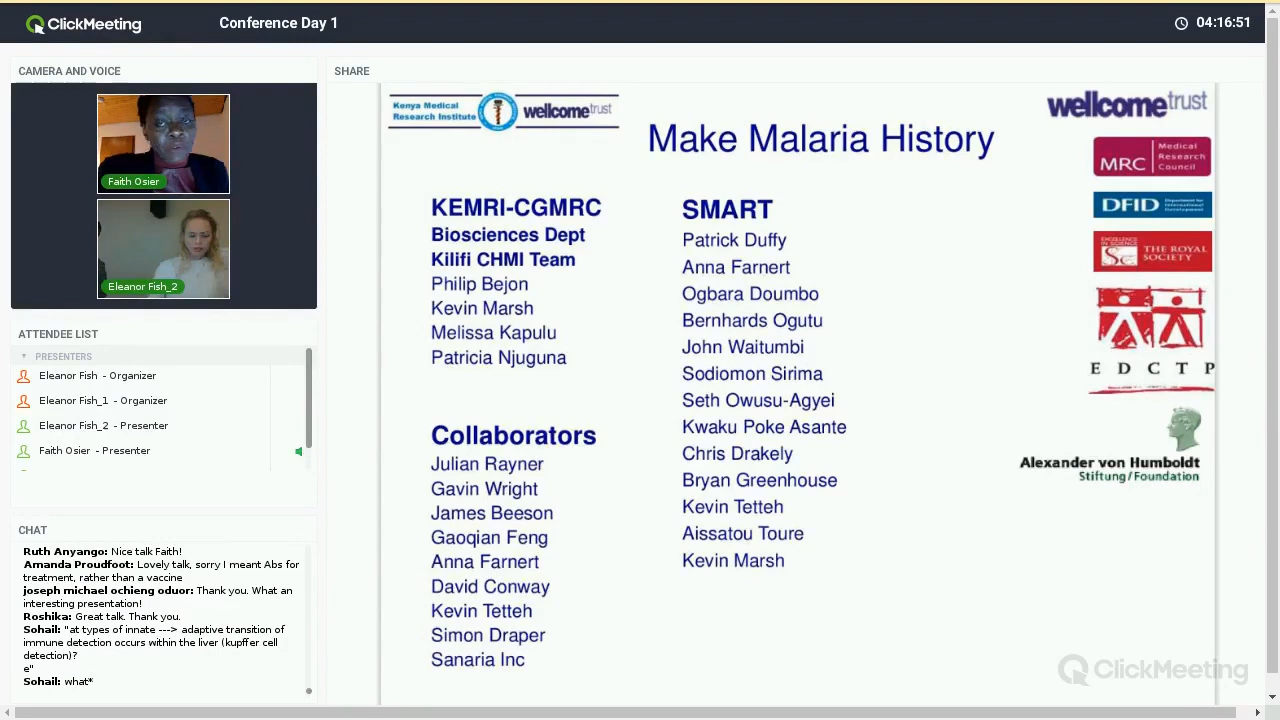 ClickMeeting
Conference Day 1
04:16:51
CAMERA AND VOICE
Faith Osier
Eleanor Fish_2
ATTENDEE LIST
PRESENTERS
Eleanor Fish - Organizer
Eleanor Fish_1 - Organizer
Eleanor Fish_2 - Presenter
Faith Osier - Presenter
CHAT
Ruth Anyango: Nice talk Faith!
Amanda Proudfoot: Lovely talk, sorry I meant Abs for
treatment, rather than a vaccine
joseph michael ochieng oduor: Thank you. What an
interesting presentation!
Roshika: Great talk. Thank you.
Sohail: "at types of innate ---> adaptive transition of
immune detection occurs within the liver (kupffer cell
detection)?
e"
Sohail: what*
SHARE
Kenya Medical
Research Institute
wellcome trust
Make Malaria History
KEMRI-CGMRC
Biosciences Dept
Kilifi CHMI Team
Philip Bejon
Kevin Marsh
Melissa Kapulu
Patricia Njuguna
Collaborators
Julian Rayner
Gavin Wright
James Beeson
Gaoqian Feng
Anna Farnert
David Conway
Kevin Tetteh
Simon Draper
Sanaria Inc
SMART
Patrick Duffy
Anna Farnert
Ogbara Doumbo
Bernhards Ogutu
John Waitumbi
Sodiomon Sirima
Seth Owusu-Agyei
Kwaku Poke Asante
Chris Drakely
Bryan Greenhouse
Kevin Tetteh
Aissatou Toure
Kevin Marsh
wellcome trust
MRC
Medical
Research
Council
DFID
Department for
International
Development
EXCELLENCE
IN SCIENCE
THE ROYAL
SOCIETY
EDCTP
Alexander von Humboldt
Stiftung/Foundation
ClickMeeting